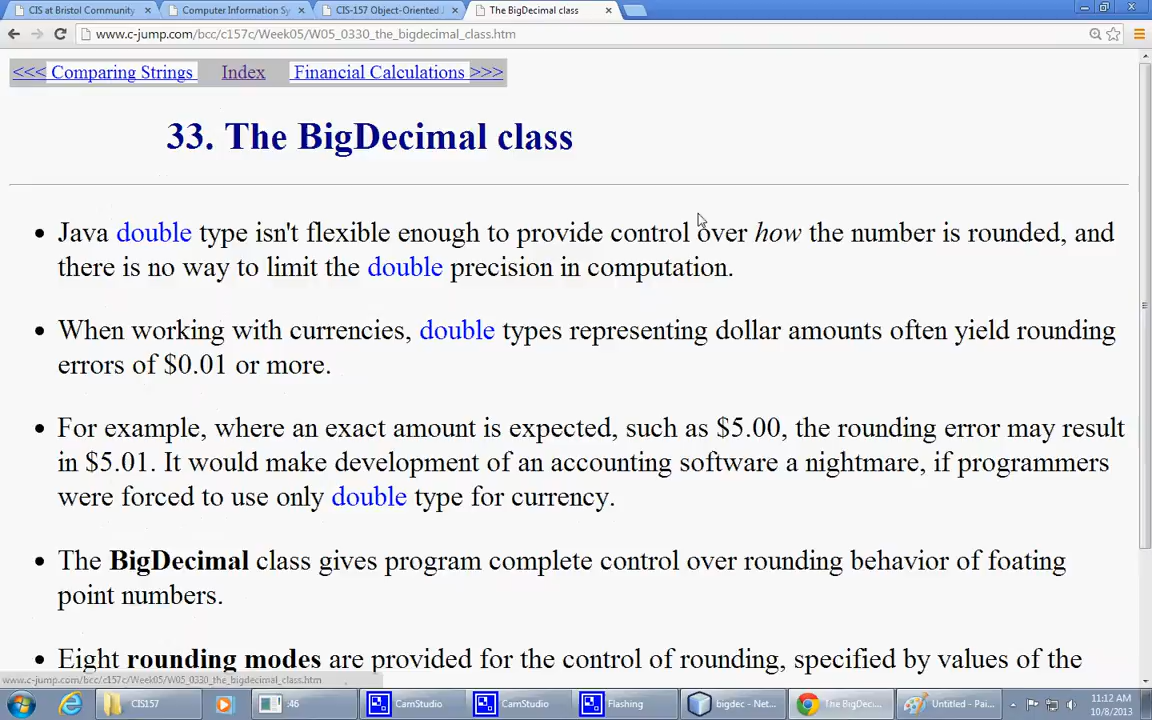 CIS at Bristol Community
Computer Information Sy
CIS-157 Object-Oriented J
The BigDecimal class
www.c-jump.com/bcc/c157c/Week05/W05_0330_the_bigdecimal_class.htm
<<< Comparing Strings Index Financial Calculations >>>
33. The BigDecimal class
Java double type isn't flexible enough to provide control over how the number is rounded, and
there is no way to limit the double precision in computation.
When working with currencies, double types representing dollar amounts often yield rounding
errors of $0.01 or more.
For example, where an exact amount is expected, such as $5.00, the rounding error may result
in $5.01. It would make development of an accounting software a nightmare, if programmers
were forced to use only double type for currency.
The BigDecimal class gives program complete control over rounding behavior of foating
point numbers.
Eight rounding modes are provided for the control of rounding, specified by values of the
www.c-jump.com/bcc/c157c/Week05/W05_0330_the_bigdecimal_class.htm
CIS157
:46
CamStudio
CamStudio
Flashing
bigdec - Net...
The BigDeci...
Untitled - Pai...
11:12 AM
10/8/2013